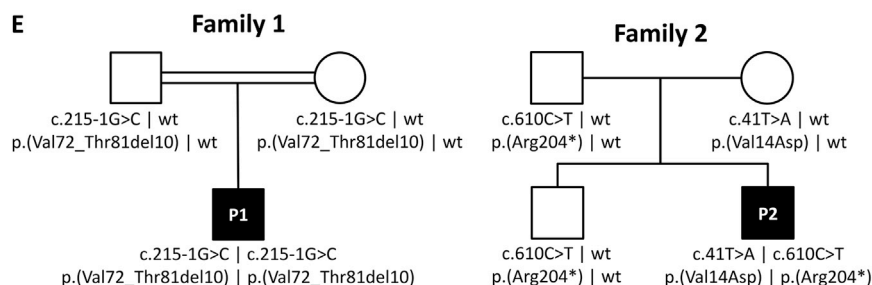 E
Family 1
c.215-1G>C | wt
p.(Val72_Thr81del10) | wt
c.215-1G>C | wt
p.(Val72_Thr81del10) | wt
P1
c.215-1G>C | c.215-1G>C
p.(Val72_Thr81del10) | p.(Val72_Thr81del10)
Family 2
c.610C>T | wt
p.(Arg204*) | wt
c.41T>A | wt
p.(Val14Asp) | wt
c.610C>T | wt
p.(Arg204*) | wt
P2
c.41T>A | c.610C>T
p.(Val14Asp) | p.(Arg204*)